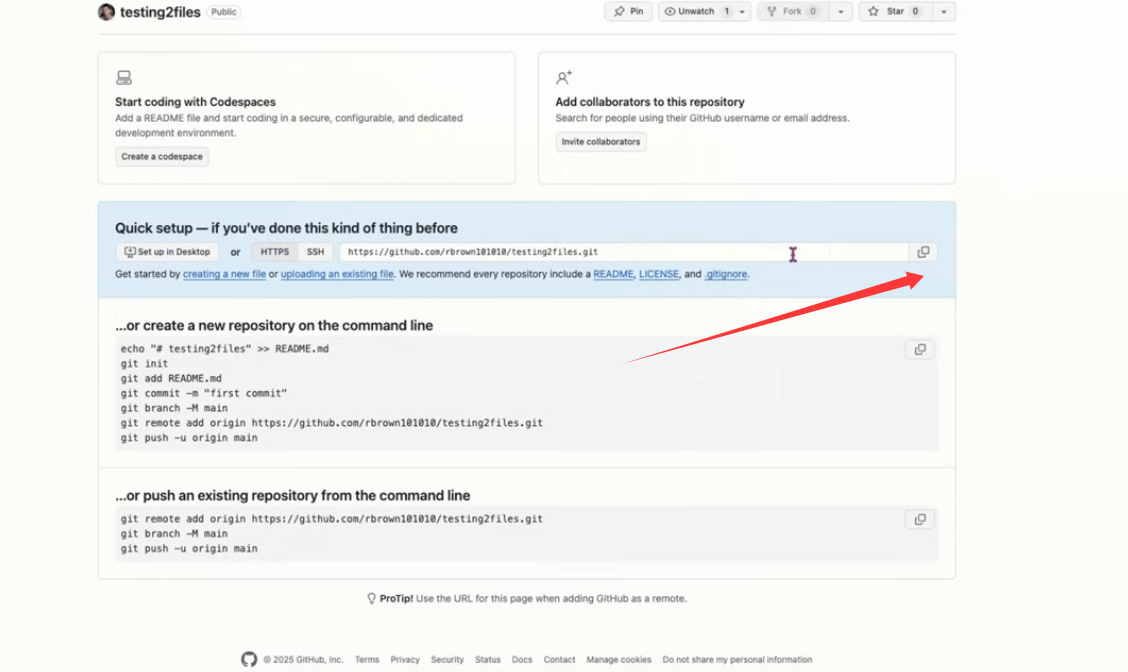 testing2files Public
Pin Unwatch 1 Fork 0 Star 0
Start coding with Codespaces
Add a README file and start coding in a secure, configurable, and dedicated
development environment.
Create a codespace
Add collaborators to this repository
Search for people using their GitHub username or email address.
Invite collaborators
Quick setup — if you've done this kind of thing before
Set up in Desktop or HTTPS SSH https://github.com/rbrown101010/testing2files.git
Get started by creating a new file or uploading an existing file. We recommend every repository include a README, LICENSE, and .gitignore.
...or create a new repository on the command line
echo "# testing2files" >> README.md
git init
git add README.md
git commit -m "first commit"
git branch -M main
git remote add origin https://github.com/rbrown101010/testing2files.git
git push -u origin main
...or push an existing repository from the command line
git remote add origin https://github.com/rbrown101010/testing2files.git
git branch -M main
git push -u origin main
ProTip! Use the URL for this page when adding GitHub as a remote.
© 2025 GitHub, Inc. Terms Privacy Security Status Docs Contact Manage cookies Do not share my personal information